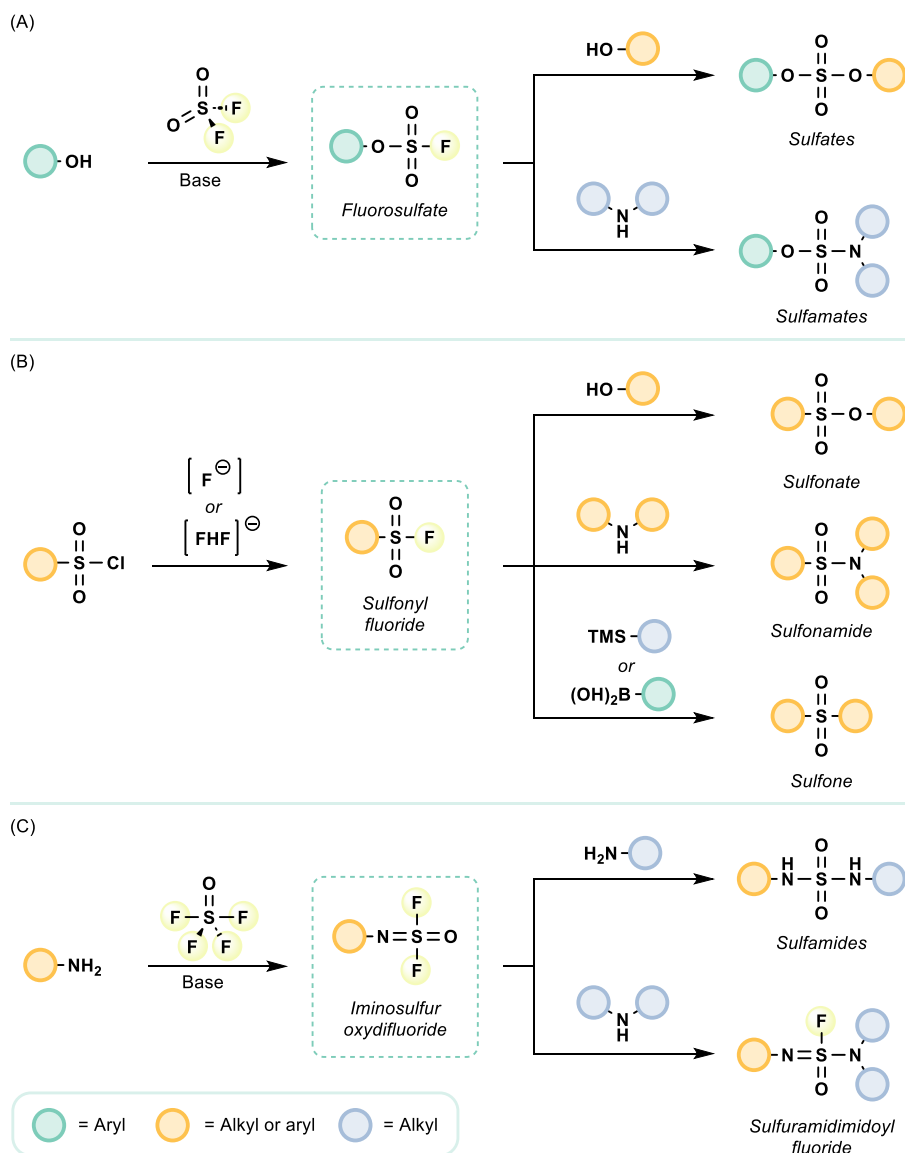 (A)
OH
O
S
O
F
F
Base
O
O
S
F
O
Fluorosulfate
HO
O
O
S
O
O
Sulfates
N
H
O
O
S
N
O
Sulfamates
(B)
O
S
Cl
O
[F⊖]
or
[FHF]⊖
O
S
F
O
Sulfonyl
fluoride
HO
O
S
O
O
Sulfonate
N
H
O
S
N
O
Sulfonamide
TMS
or
(OH)2B
O
S
O
Sulfone
(C)
NH2
O
F
S
F
F
F
Base
F
N
S
O
F
Iminosulfur
oxydifluoride
H2N
H
N
O
S
O
H
N
Sulfamides
N
H
F
N
S
N
O
Sulfuramidimidoyl
fluoride
= Aryl
= Alkyl or aryl
= Alkyl